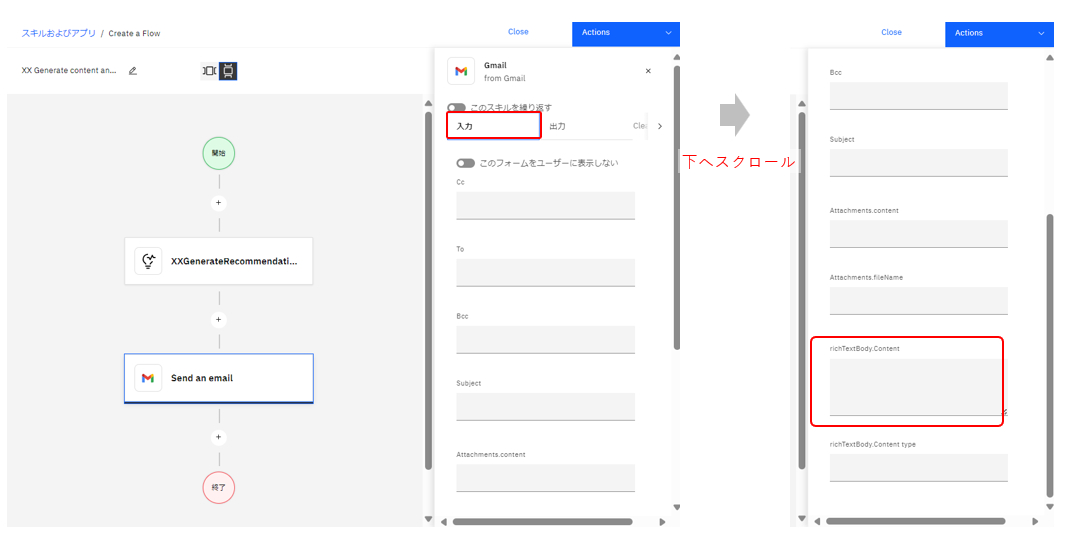 スキルおよびアプリ / Create a Flow
Close
Actions
XX Generate content an...
開始
+
XXGenerateRecommendati...
+
Send an email
+
終了
Gmail
from Gmail
×
このスキルを繰り返す
入力
出力
Clea
このフォームをユーザーに表示しない
Cc
To
Bcc
Subject
Attachments.content
下へスクロール
Close
Actions
Bcc
Subject
Attachments.content
Attachments.fileName
richTextBody.Content
richTextBody.Content type